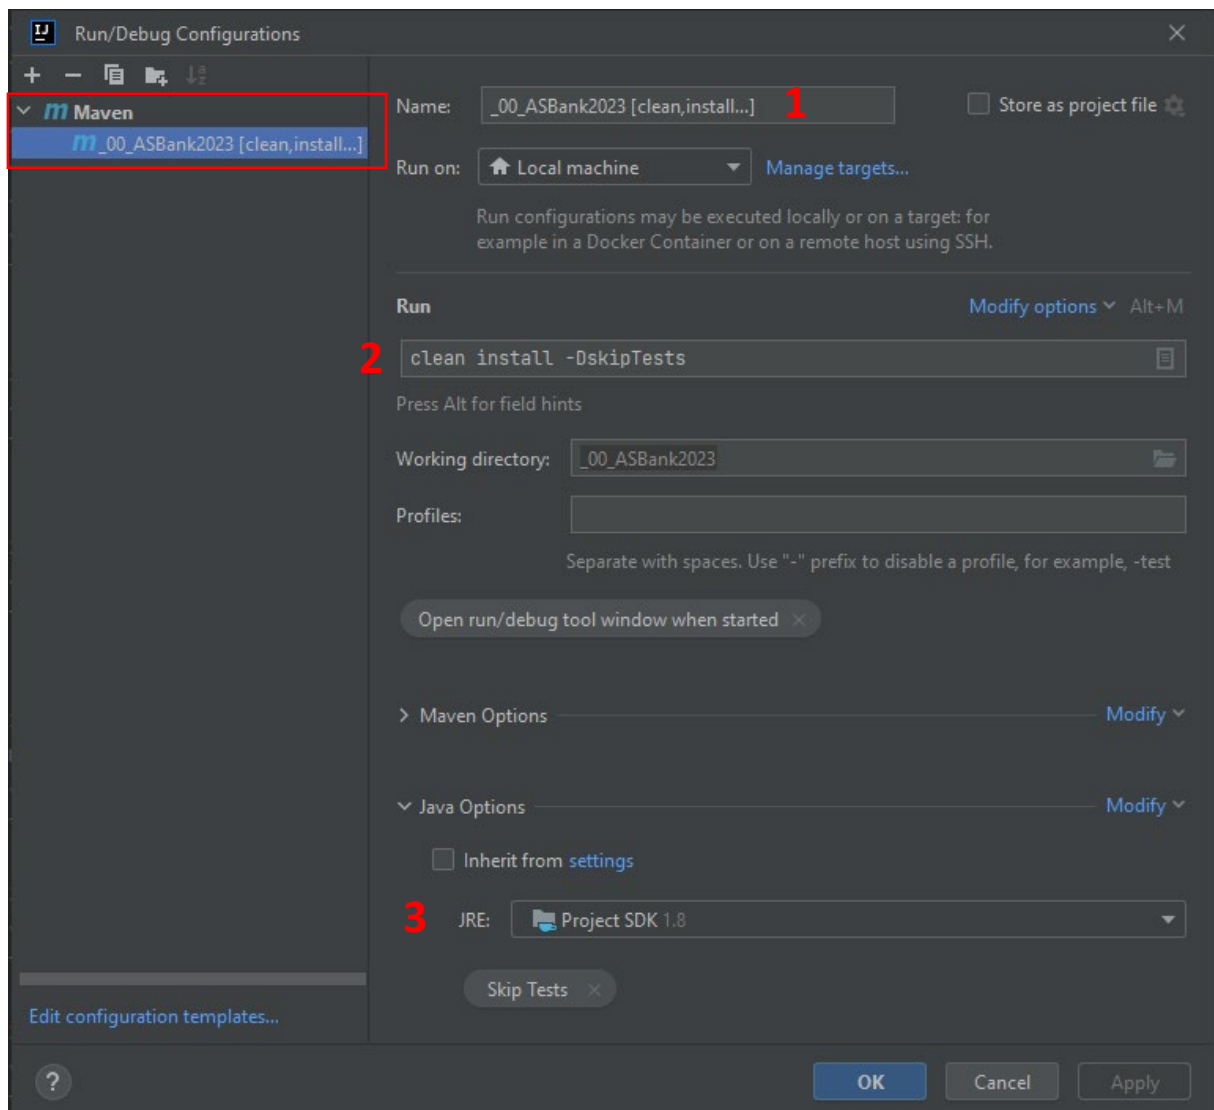 IJ Run/Debug Configurations
Maven
_00_ASBank2023 [clean,install...]
Edit configuration templates...
Name: _00_ASBank2023 [clean,install...] 1 Store as project file
Run on: Local machine Manage targets...
Run configurations may be executed locally or on a target: for
example in a Docker Container or on a remote host using SSH.
Run Modify options Alt+M
2 clean install -DskipTests
Press Alt for field hints
Working directory: _00_ASBank2023
Profiles:
Separate with spaces. Use "-" prefix to disable a profile, for example, -test
Open run/debug tool window when started
Maven Options Modify
Java Options Modify
Inherit from settings
3 JRE: Project SDK 1.8
Skip Tests
? OK Cancel Apply